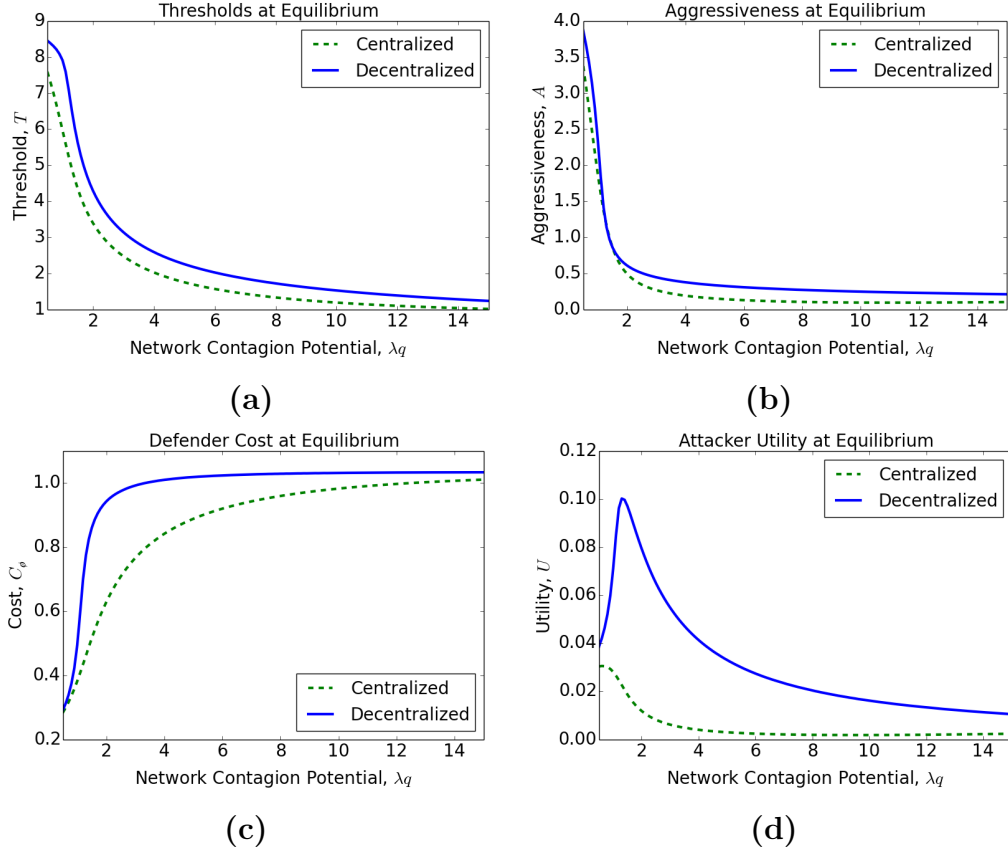 Thresholds at Equilibrium
9
8
7
6
5
4
3
2
1
Threshold, T
2 4 6 8 10 12 14
Network Contagion Potential, λq
Centralized
Decentralized
(a)
Aggressiveness at Equilibrium
4.0
3.5
3.0
2.5
2.0
1.5
1.0
0.5
0.0
Aggressiveness, A
2 4 6 8 10 12 14
Network Contagion Potential, λq
Centralized
Decentralized
(b)
Defender Cost at Equilibrium
1.0
0.8
0.6
0.4
0.2
Cost, C_ø
2 4 6 8 10 12 14
Network Contagion Potential, λq
Centralized
Decentralized
(c)
Attacker Utility at Equilibrium
0.12
0.10
0.08
0.06
0.04
0.02
0.00
Utility, U
2 4 6 8 10 12 14
Network Contagion Potential, λq
Centralized
Decentralized
(d)